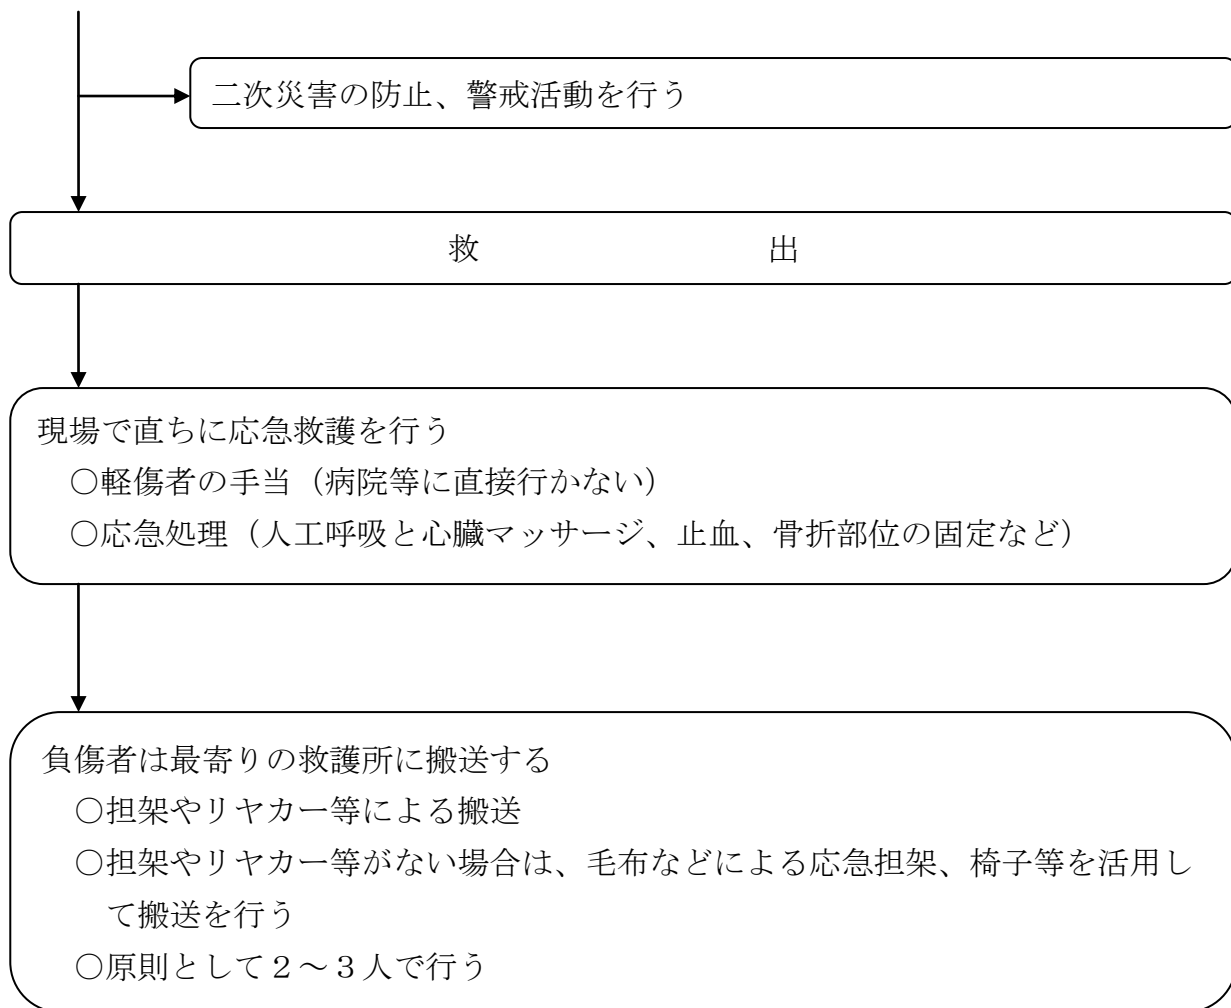 二次災害の防止、警戒活動を行う
救　　　　　　　　　出
現場で直ちに応急救護を行う
○軽傷者の手当（病院等に直接行かない）
○応急処理（人工呼吸と心臓マッサージ、止血、骨折部位の固定など）
負傷者は最寄りの救護所に搬送する
○担架やリヤカー等による搬送
○担架やリヤカー等がない場合は、毛布などによる応急担架、椅子等を活用し
て搬送を行う
○原則として２～３人で行う